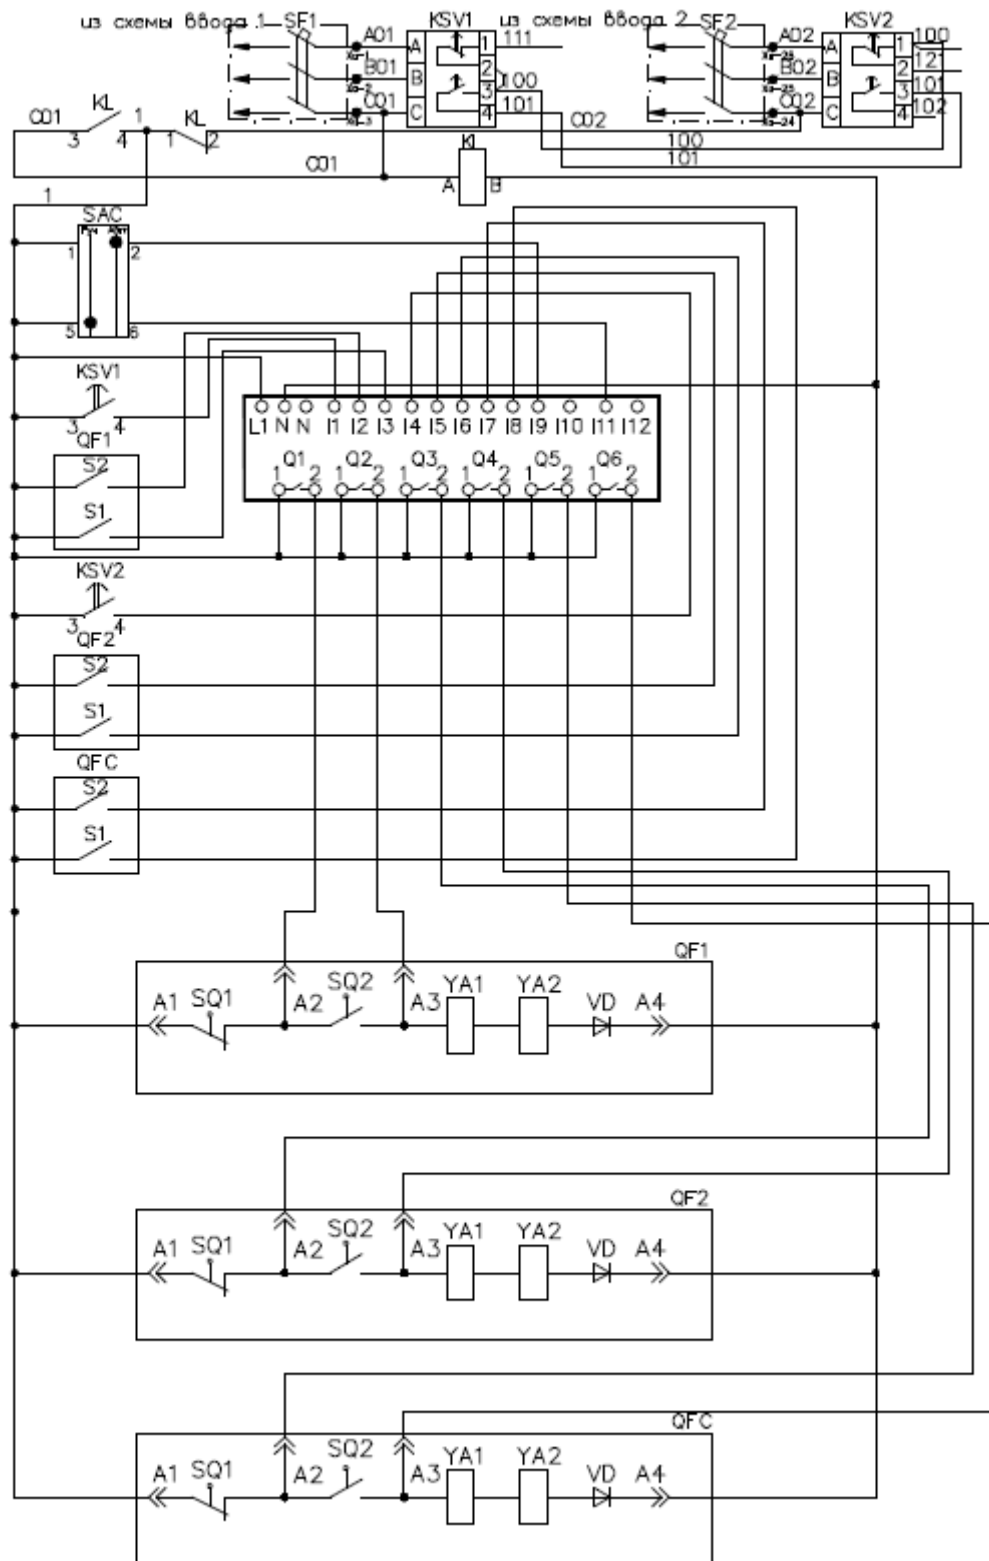 из схемы ввода 1 SF1 A01 KSV1 из схемы ввода 2 SF2 A02 KSV2
A 1 111 A 1 100
B01 B 2 100 B02 B 2 121
3 3 101
C01 C 4 101 C02 C 4 102
C01 KL 1 KL C02
3 4 1 2 100
C01 KL 101
A B
1
SAC
Руч Авт
1 2
5 6
KSV1
3 4
L1 N N I1 I2 I3 I4 I5 I6 I7 I8 I9 I10 I11 I12
QF1
S2
Q1 Q2 Q3 Q4 Q5 Q6
1 2 1 2 1 2 1 2 1 2 1 2
S1
KSV2
3 4
QF2
S2
S1
QFC
S2
S1
QF1
A1 SQ1 A2 SQ2 A3 YA1 YA2 VD A4
QF2
A1 SQ1 A2 SQ2 A3 YA1 YA2 VD A4
QFC
A1 SQ1 A2 SQ2 A3 YA1 YA2 VD A4